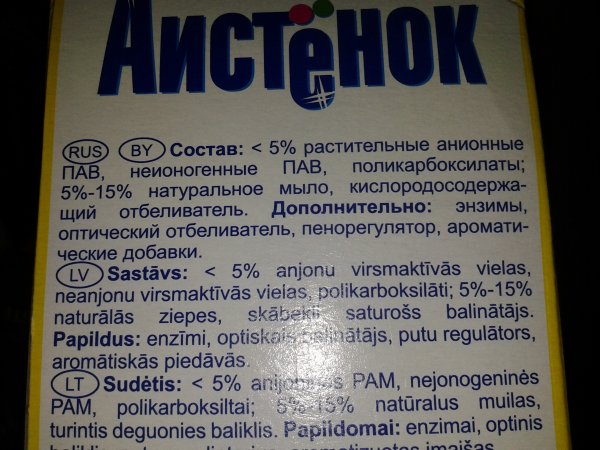 Аистёнок
RUS BY Состав: < 5% растительные анионные
ПАВ, неионогенные ПАВ, поликарбоксилаты;
5%-15% натуральное мыло, кислородосодержа-
щий отбеливатель. Дополнительно: энзимы,
оптический отбеливатель, пенорегулятор, аромати-
ческие добавки.
LV Sastāvs: < 5% anjonu virsmaktīvās vielas,
neanjonu virsmaktīvās vielas, polikarboksilāti; 5%-15%
naturālās ziepes, skābekli saturošs balinātājs.
Papildus: enzīmi, optiskais balinātājs, putu regulātors,
aromātiskās piedāvās.
LT Sudėtis: < 5% anijoninės PAM, nejonogeninės
PAM, polikarboksiltai; 5%-15% natūralus muilas,
turintis deguonies baliklis. Papildomai: enzimai, optinis